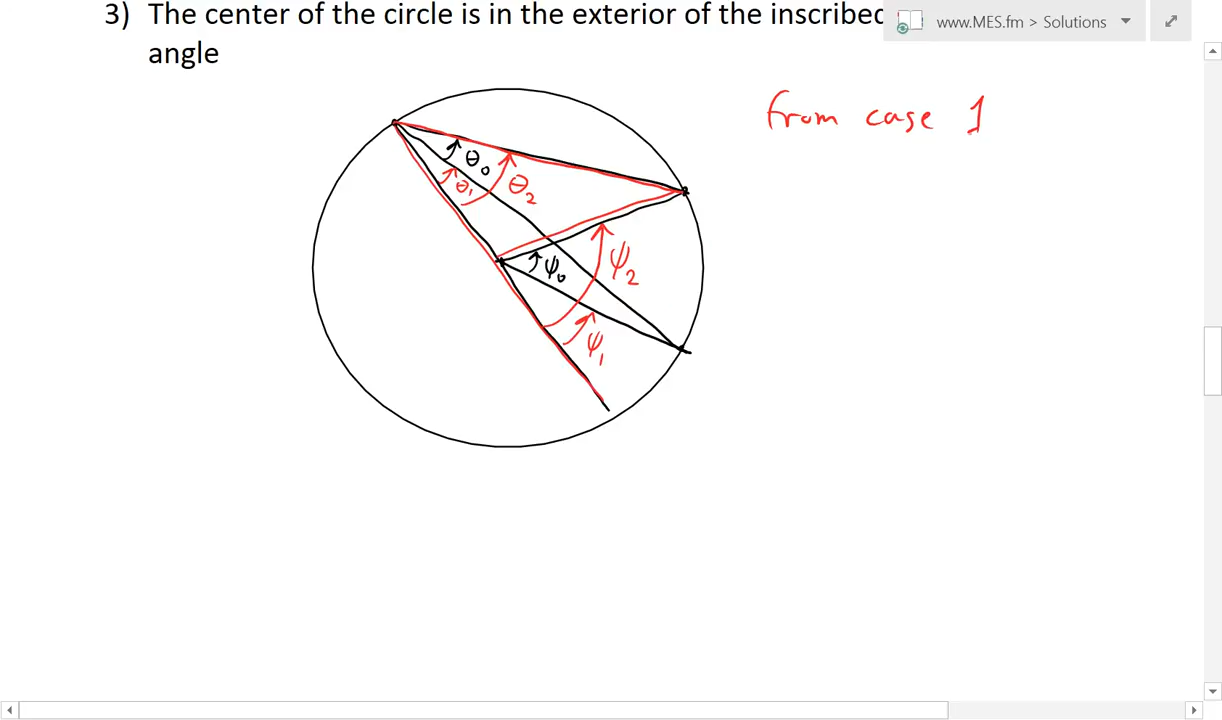 3) The center of the circle is in the exterior of the inscribed
angle
www.MES.fm > Solutions
from case 1
θ₀
θ₁
θ₂
ψ₀
ψ₂
ψ₁